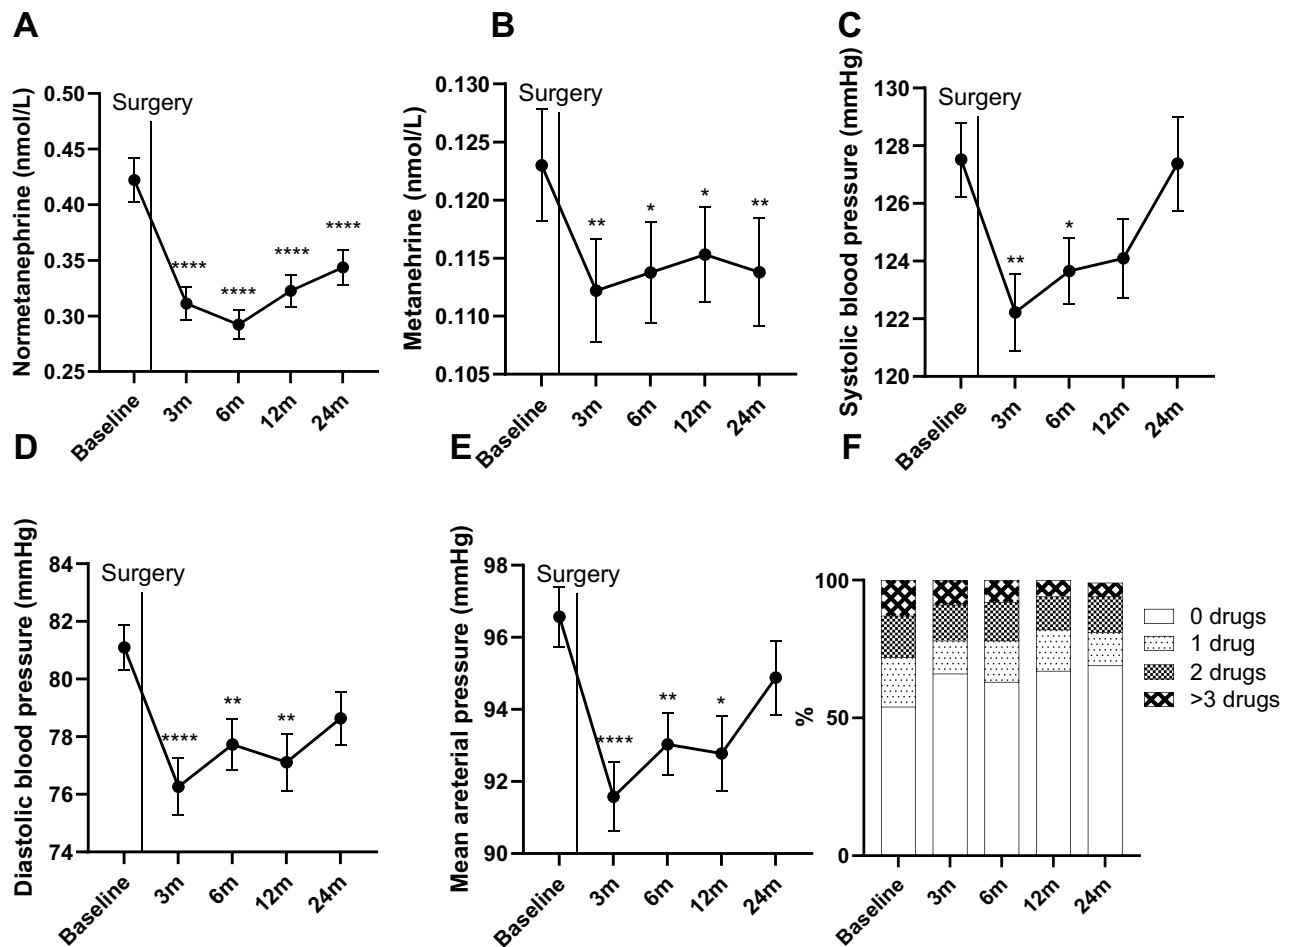 A
Normetanephrine (nmol/L)
Surgery
0.50
0.45
0.40
0.35
0.30
0.25
****
****
****
****
Baseline
3m
6m
12m
24m
B
Metanehrine (nmol/L)
Surgery
0.130
0.125
0.120
0.115
0.110
0.105
**
*
*
**
Baseline
3m
6m
12m
24m
C
Systolic blood pressure (mmHg)
Surgery
130
128
126
124
122
120
**
*
Baseline
3m
6m
12m
24m
D
Diastolic blood pressure (mmHg)
Surgery
84
82
80
78
76
74
****
**
**
Baseline
3m
6m
12m
24m
E
Mean areterial pressure (mmHg)
Surgery
98
96
94
92
90
****
**
*
Baseline
3m
6m
12m
24m
F
%
100
50
0
Baseline
3m
6m
12m
24m
0 drugs
1 drug
2 drugs
>3 drugs